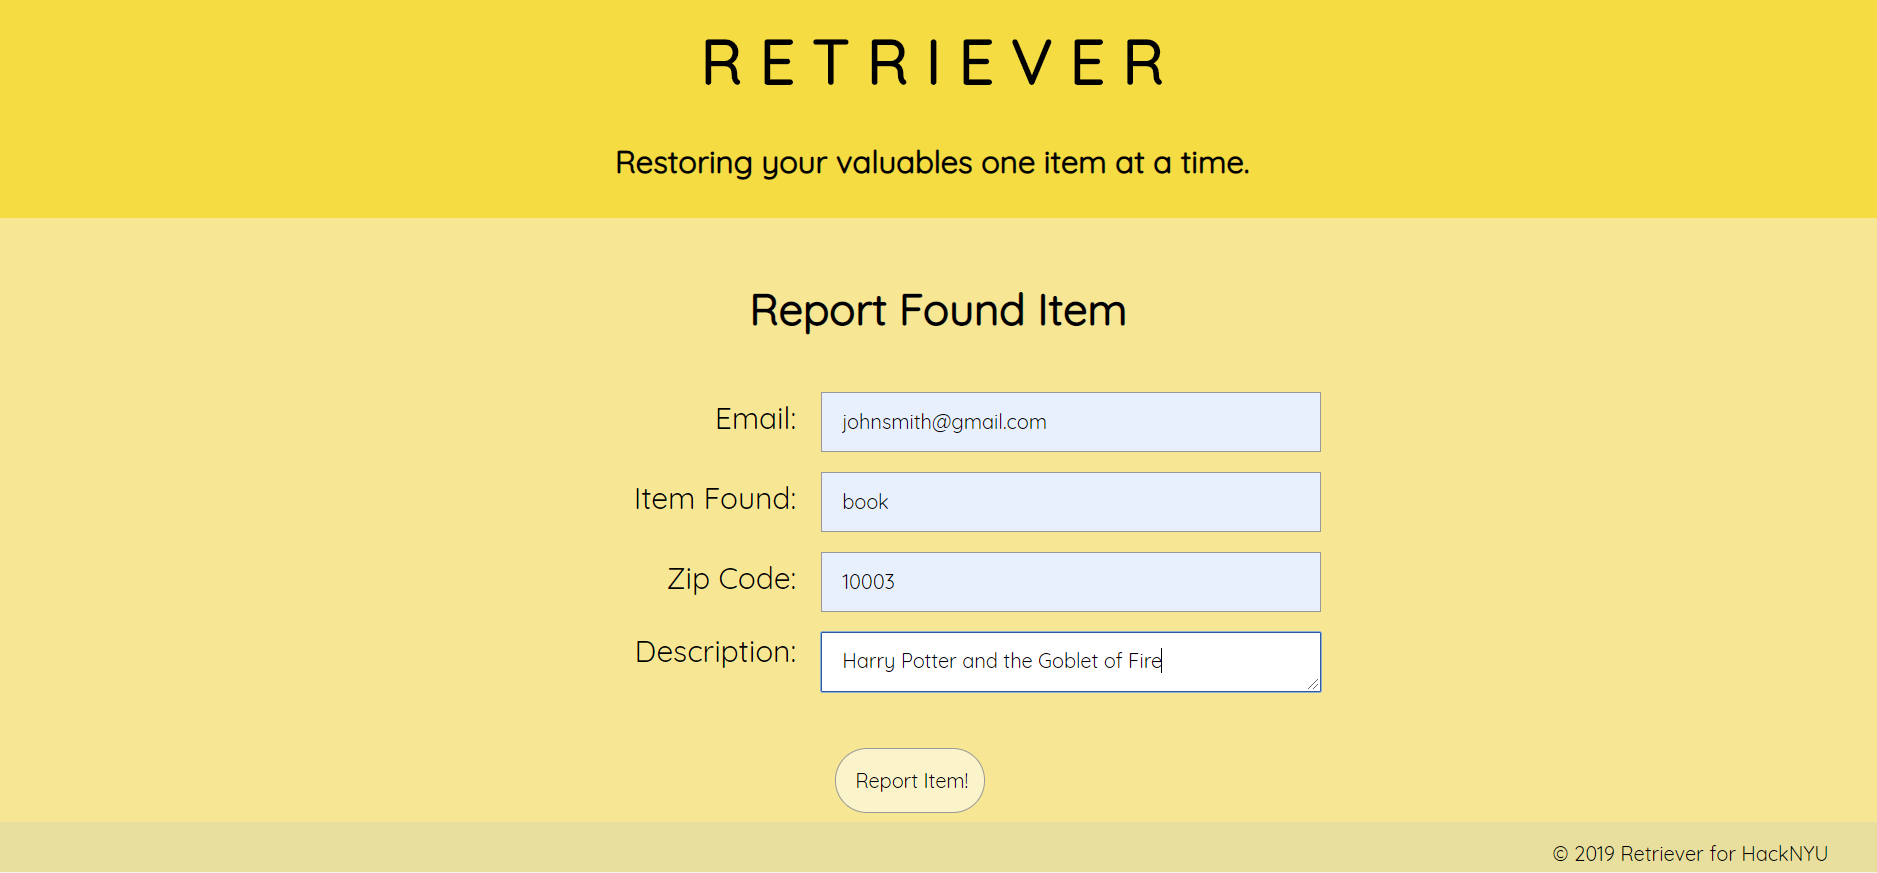 RETRIEVER
Restoring your valuables one item at a time.
Report Found Item
Email: johnsmith@gmail.com
Item Found: book
Zip Code: 10003
Description: Harry Potter and the Goblet of Fire
Report Item!
© 2019 Retriever for HackNYU